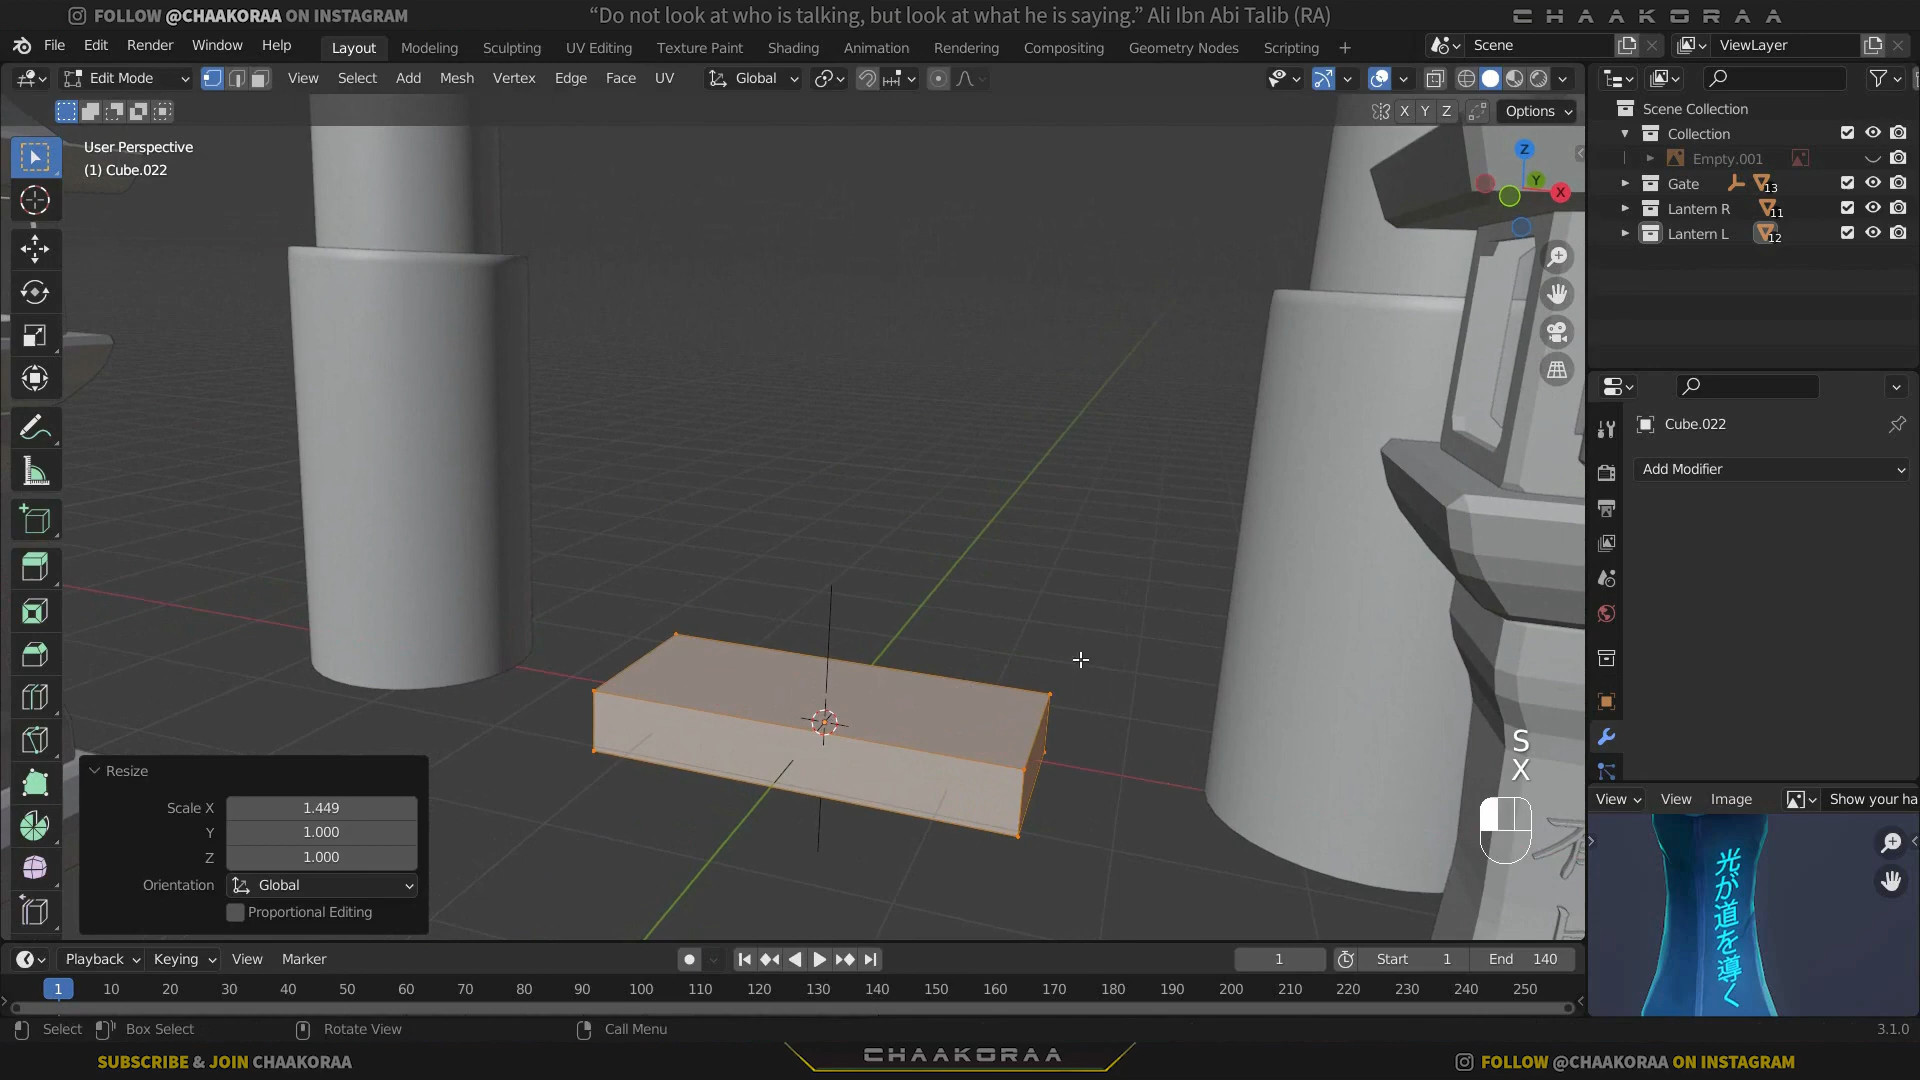 FOLLOW @CHAAKORAA ON INSTAGRAM
“Do not look at who is talking, but look at what he is saying.” Ali Ibn Abi Talib (RA)
CHAAKORAA
File Edit Render Window Help
Layout Modeling Sculpting UV Editing Texture Paint Shading Animation Rendering Compositing Geometry Nodes Scripting +
Scene
ViewLayer
Edit Mode
View Select Add Mesh Vertex Edge Face UV
Global
X Y Z
Options
User Perspective
(1) Cube.022
Z
Y
X
Scene Collection
Collection
Empty.001
Gate 13
Lantern R 11
Lantern L 12
Cube.022
Add Modifier
S
X
Resize
Scale X 1.449
Y 1.000
Z 1.000
Orientation Global
Proportional Editing
View View Image Show your ha
光が道を導く
Playback Keying View Marker
1 Start 1 End 140
1 10 20 30 40 50 60 70 80 90 100 110 120 130 140 150 160 170 180 190 200 210 220 230 240 250
Select Box Select Rotate View Call Menu
3.1.0
SUBSCRIBE & JOIN CHAAKORAA
CHAAKORAA
FOLLOW @CHAAKORAA ON INSTAGRAM